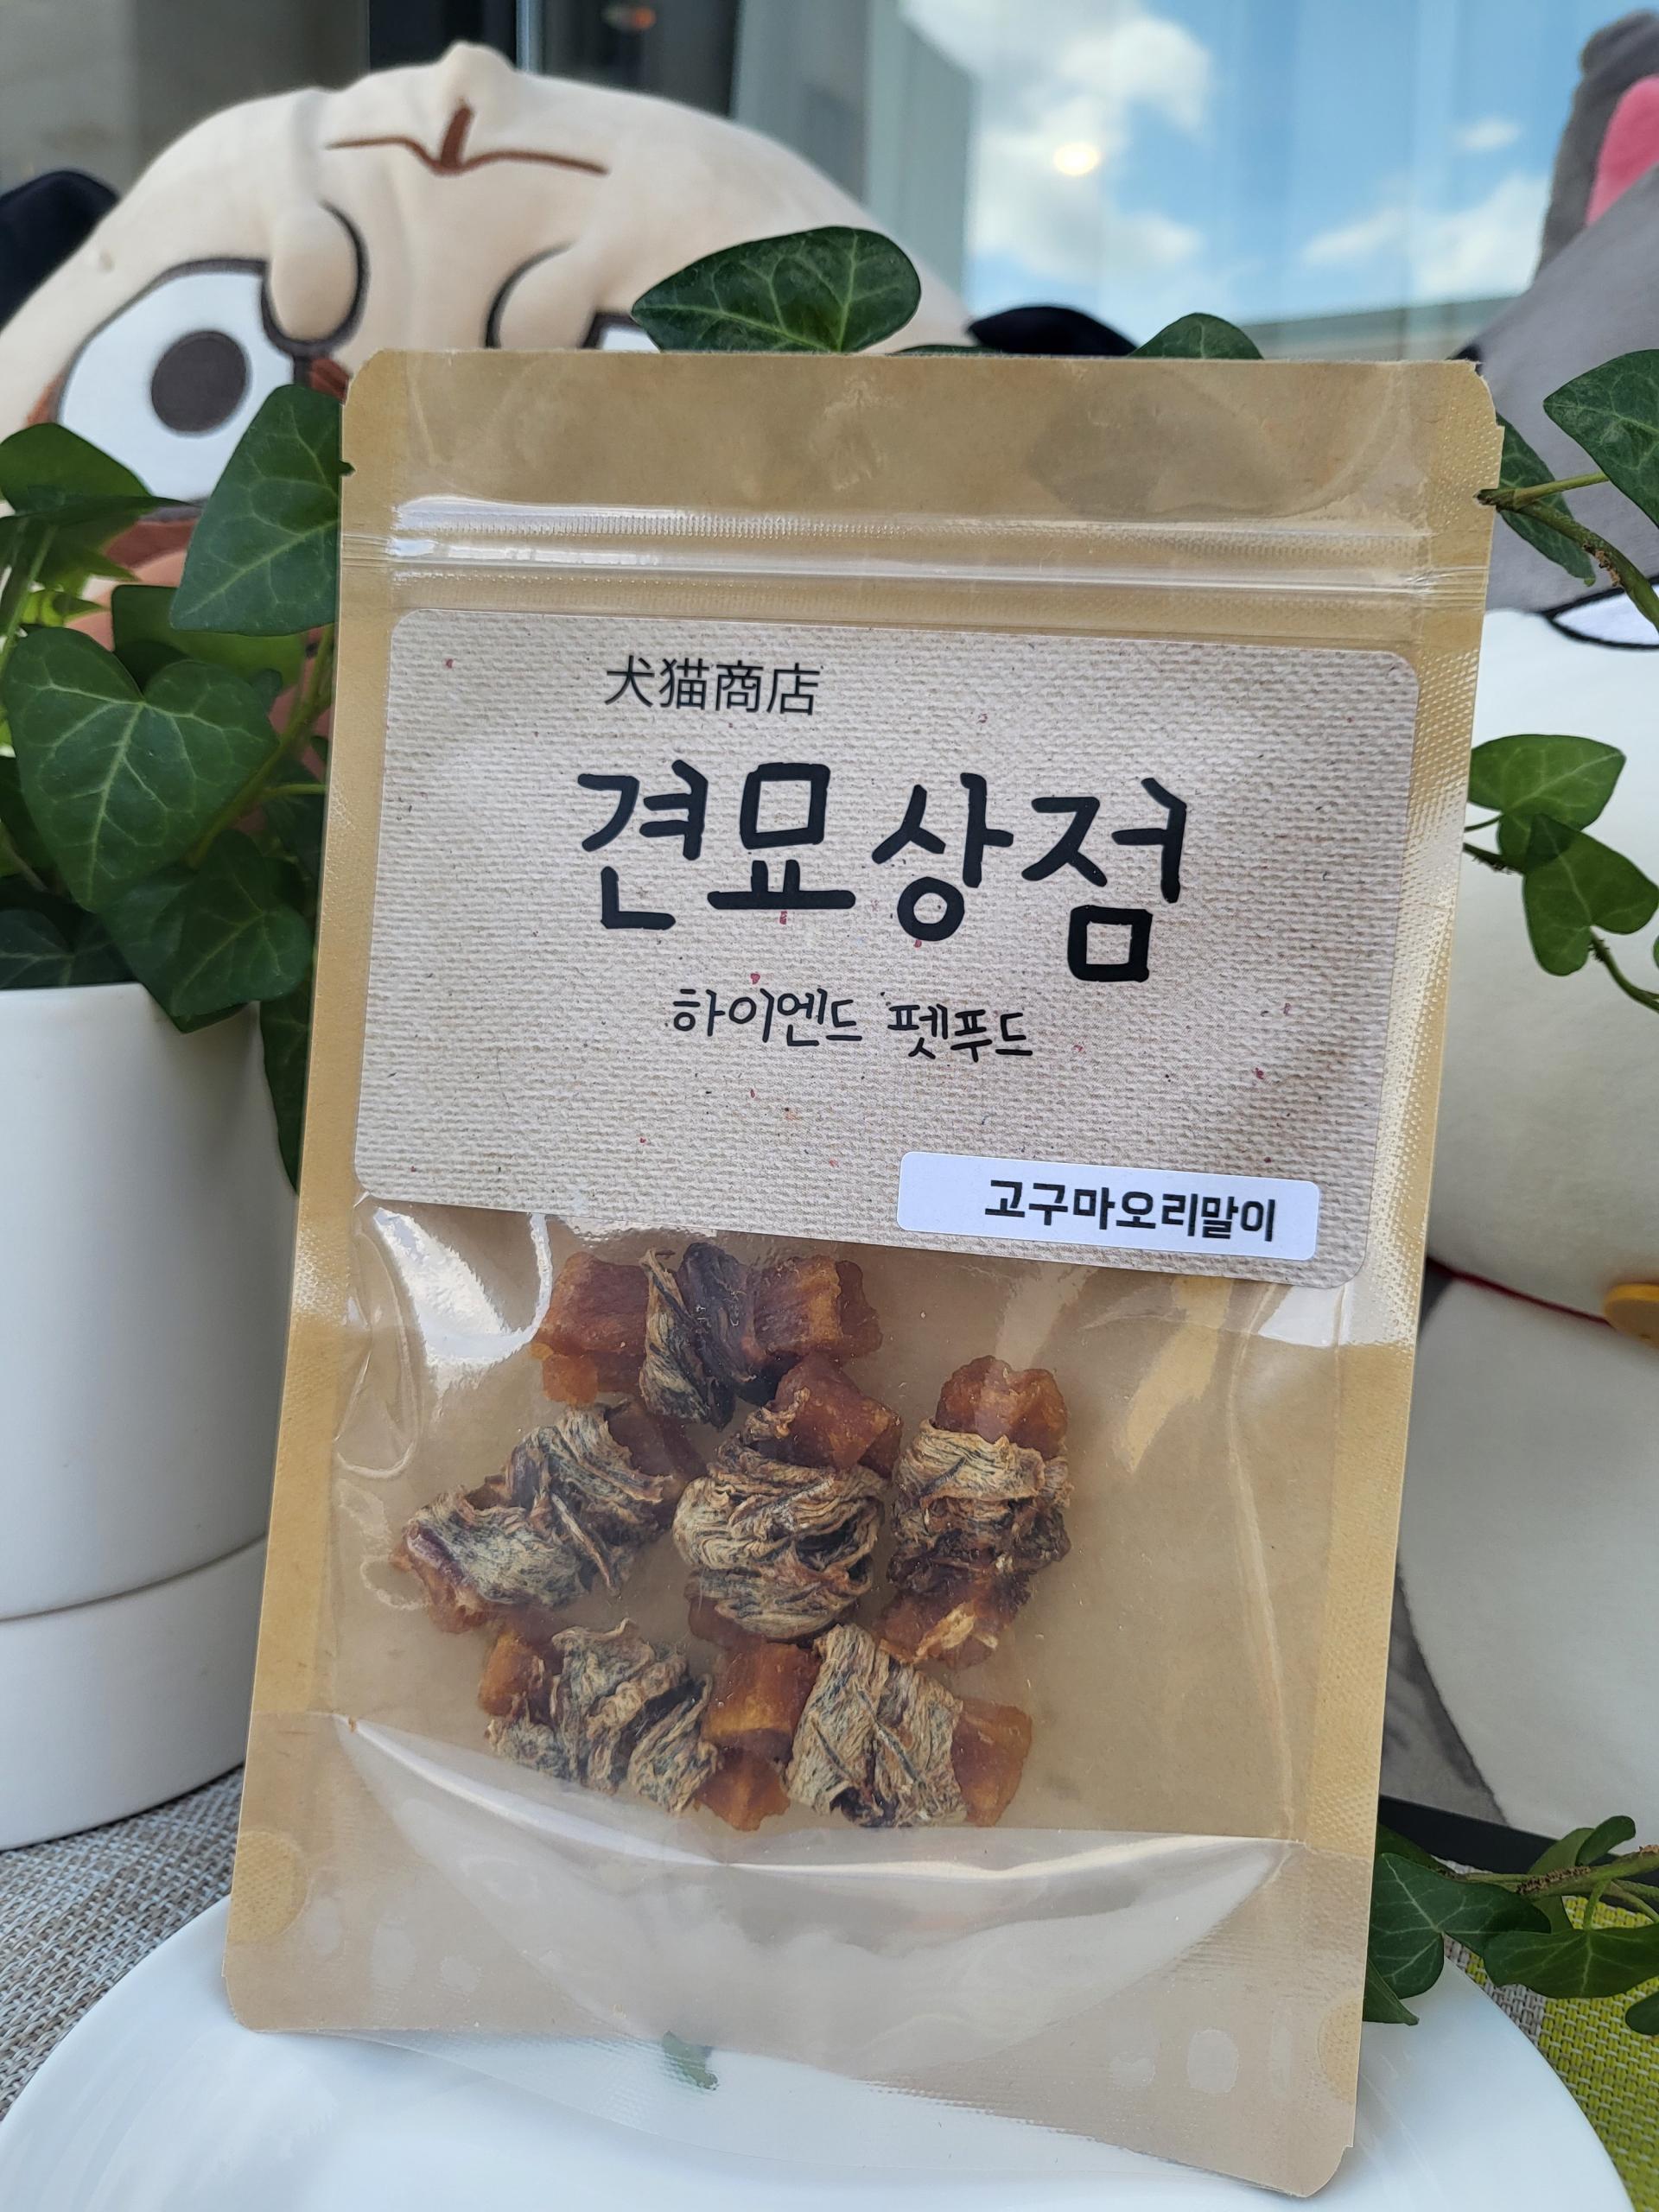 犬猫商店
견묘상점
하이엔드 펫푸드
고구마오리말이